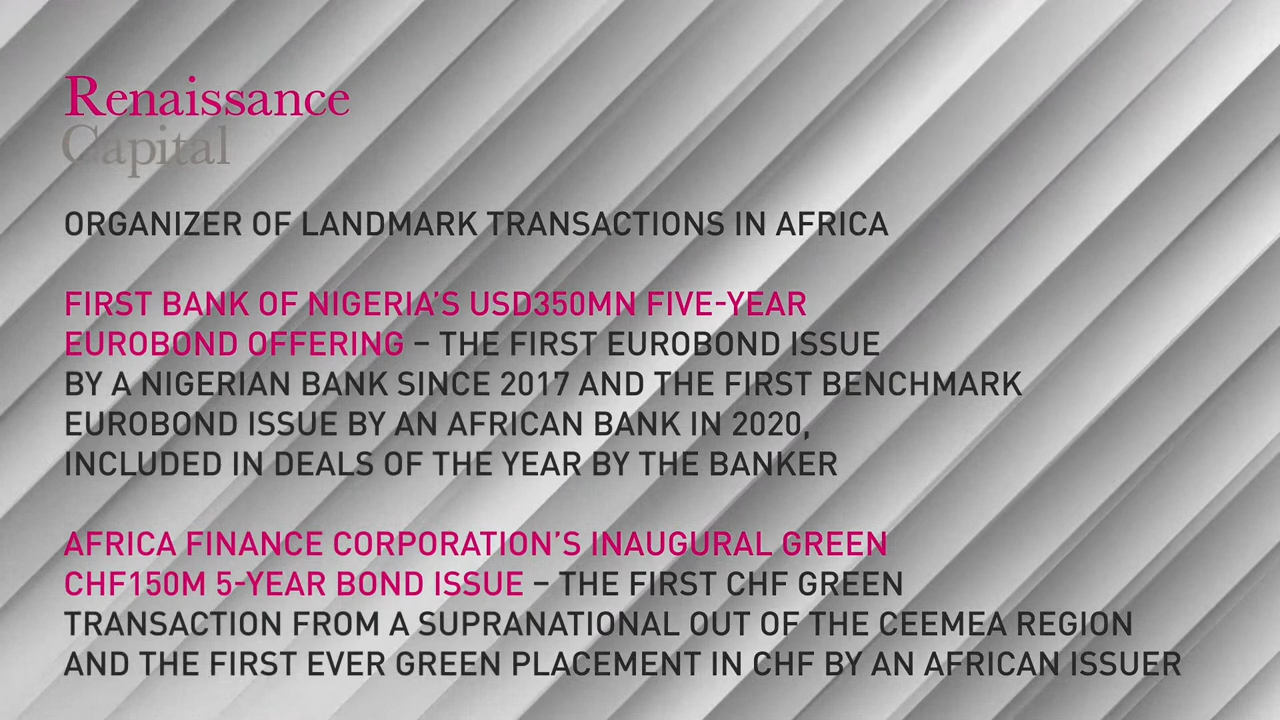 Renaissance
Capital
ORGANIZER OF LANDMARK TRANSACTIONS IN AFRICA
FIRST BANK OF NIGERIA’S USD350MN FIVE-YEAR
EUROBOND OFFERING – THE FIRST EUROBOND ISSUE
BY A NIGERIAN BANK SINCE 2017 AND THE FIRST BENCHMARK
EUROBOND ISSUE BY AN AFRICAN BANK IN 2020,
INCLUDED IN DEALS OF THE YEAR BY THE BANKER
AFRICA FINANCE CORPORATION’S INAUGURAL GREEN
CHF150M 5-YEAR BOND ISSUE – THE FIRST CHF GREEN
TRANSACTION FROM A SUPRANATIONAL OUT OF THE CEEMEA REGION
AND THE FIRST EVER GREEN PLACEMENT IN CHF BY AN AFRICAN ISSUER